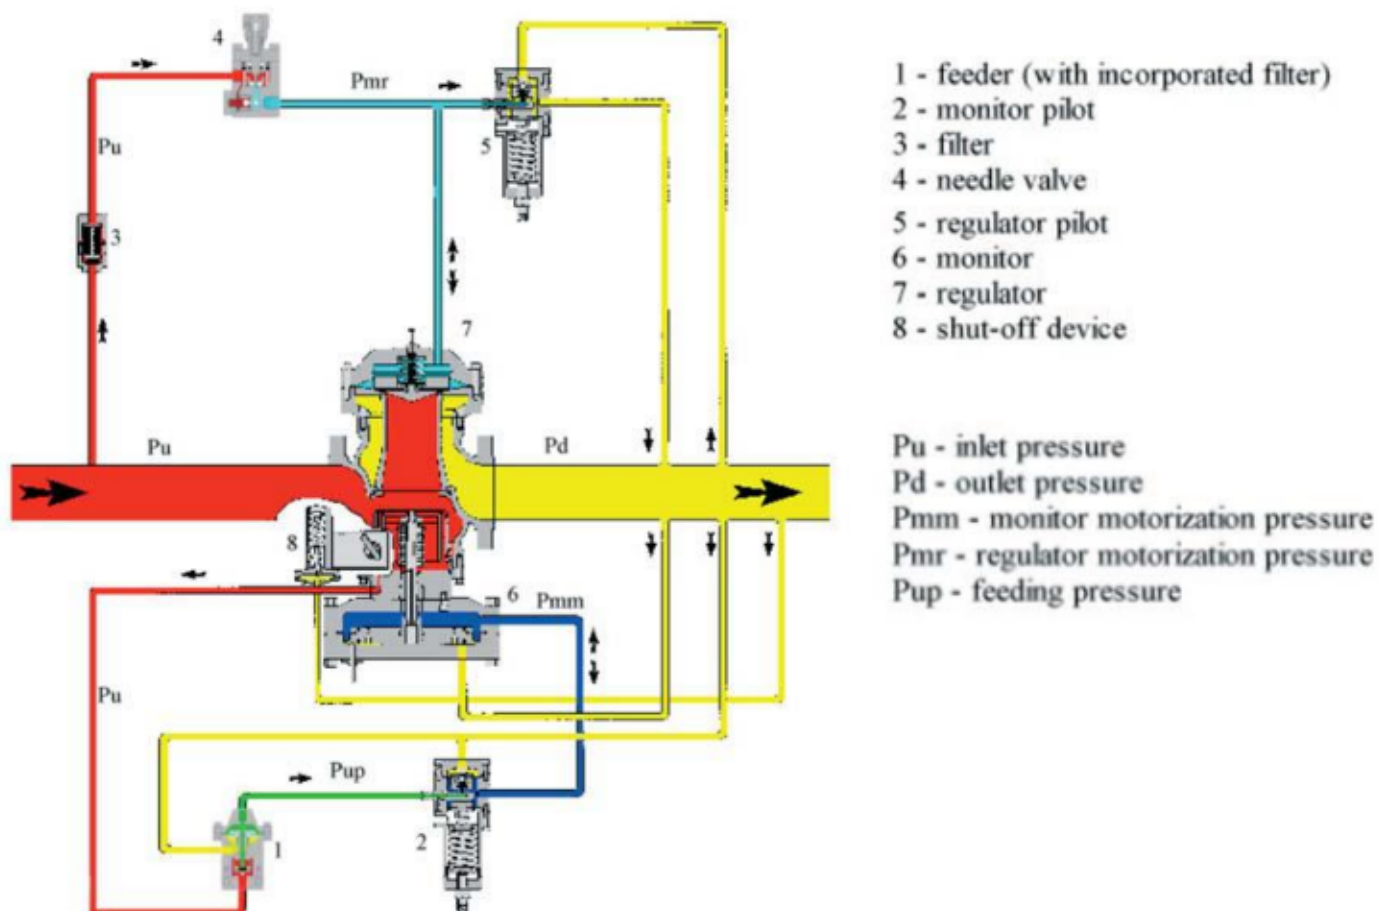 4
Pmr
5
Pu
3
7
Pu
Pd
8
6
Pmm
Pu
Pup
2
1
1 - feeder (with incorporated filter)
2 - monitor pilot
3 - filter
4 - needle valve
5 - regulator pilot
6 - monitor
7 - regulator
8 - shut-off device
Pu - inlet pressure
Pd - outlet pressure
Pmm - monitor motorization pressure
Pmr - regulator motorization pressure
Pup - feeding pressure